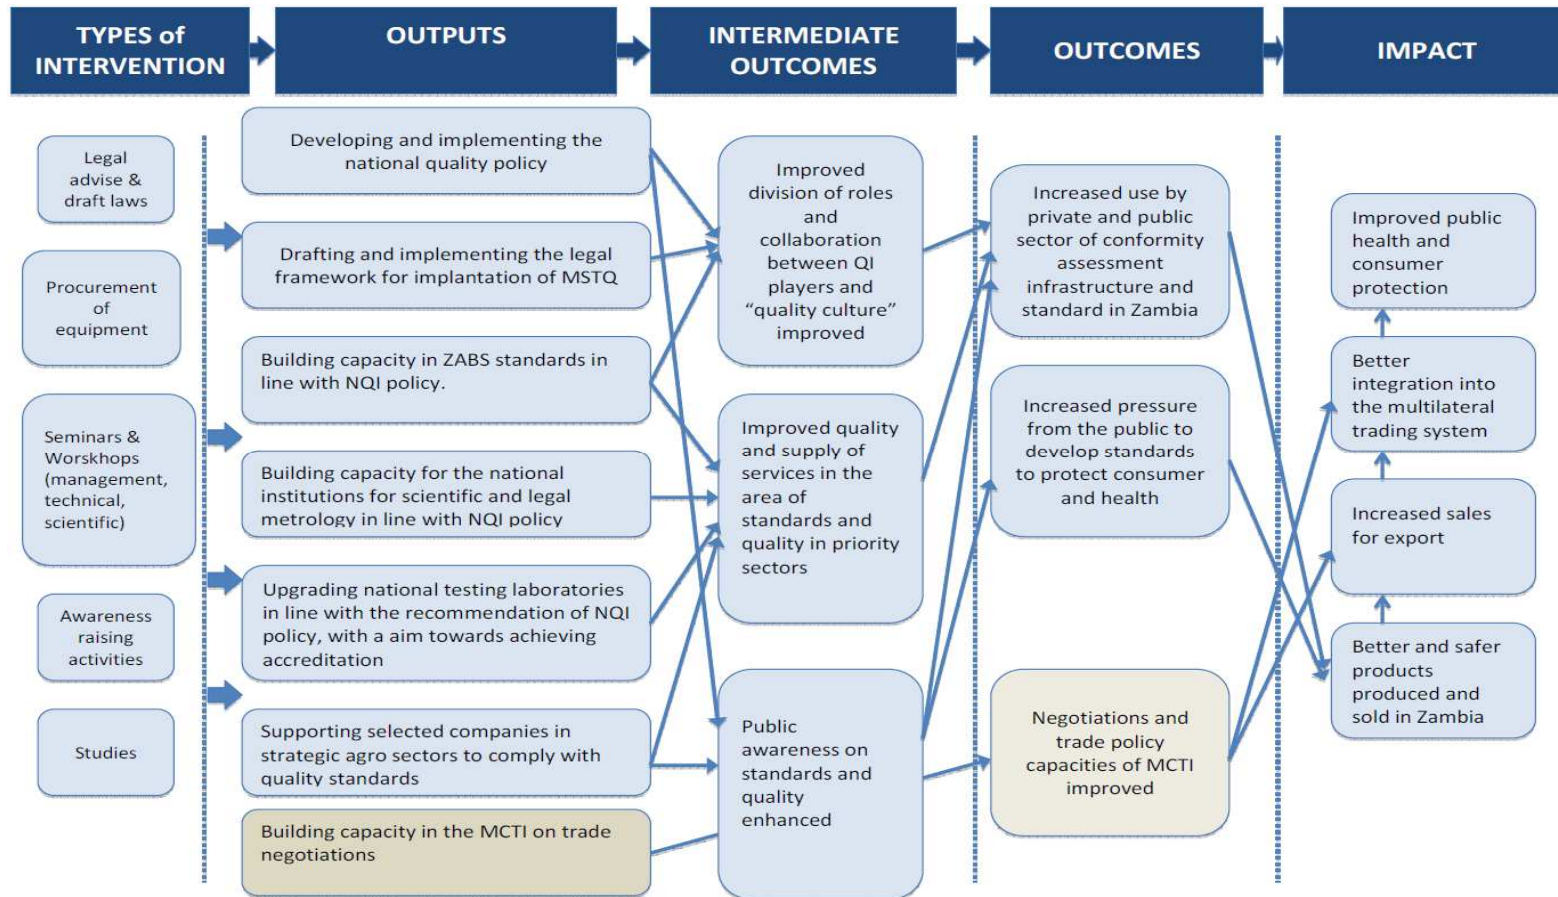 TYPES of
INTERVENTION
OUTPUTS
INTERMEDIATE
OUTCOMES
OUTCOMES
IMPACT
Legal
advise &
draft laws
Procurement
of
equipment
Seminars &
Worskhops
(management,
technical,
scientific)
Awareness
raising
activities
Studies
Developing and implementing the
national quality policy
Drafting and implementing the legal
framework for implantation of MSTQ
Building capacity in ZABS standards in
line with NQI policy.
Building capacity for the national
institutions for scientific and legal
metrology in line with NQI policy
Upgrading national testing laboratories
in line with the recommendation of NQI
policy, with a aim towards achieving
accreditation
Supporting selected companies in
strategic agro sectors to comply with
quality standards
Building capacity in the MCTI on trade
negotiations
Improved
division of roles
and
collaboration
between QI
players and
“quality culture”
improved
Improved quality
and supply of
services in the
area of
standards and
quality in priority
sectors
Public
awareness on
standards and
quality
enhanced
Increased use by
private and public
sector of conformity
assessment
infrastructure and
standard in Zambia
Increased pressure
from the public to
develop standards
to protect consumer
and health
Negotiations and
trade policy
capacities of MCTI
improved
Improved public
health and
consumer
protection
Better
integration into
the multilateral
trading system
Increased sales
for export
Better and safer
products
produced and
sold in Zambia